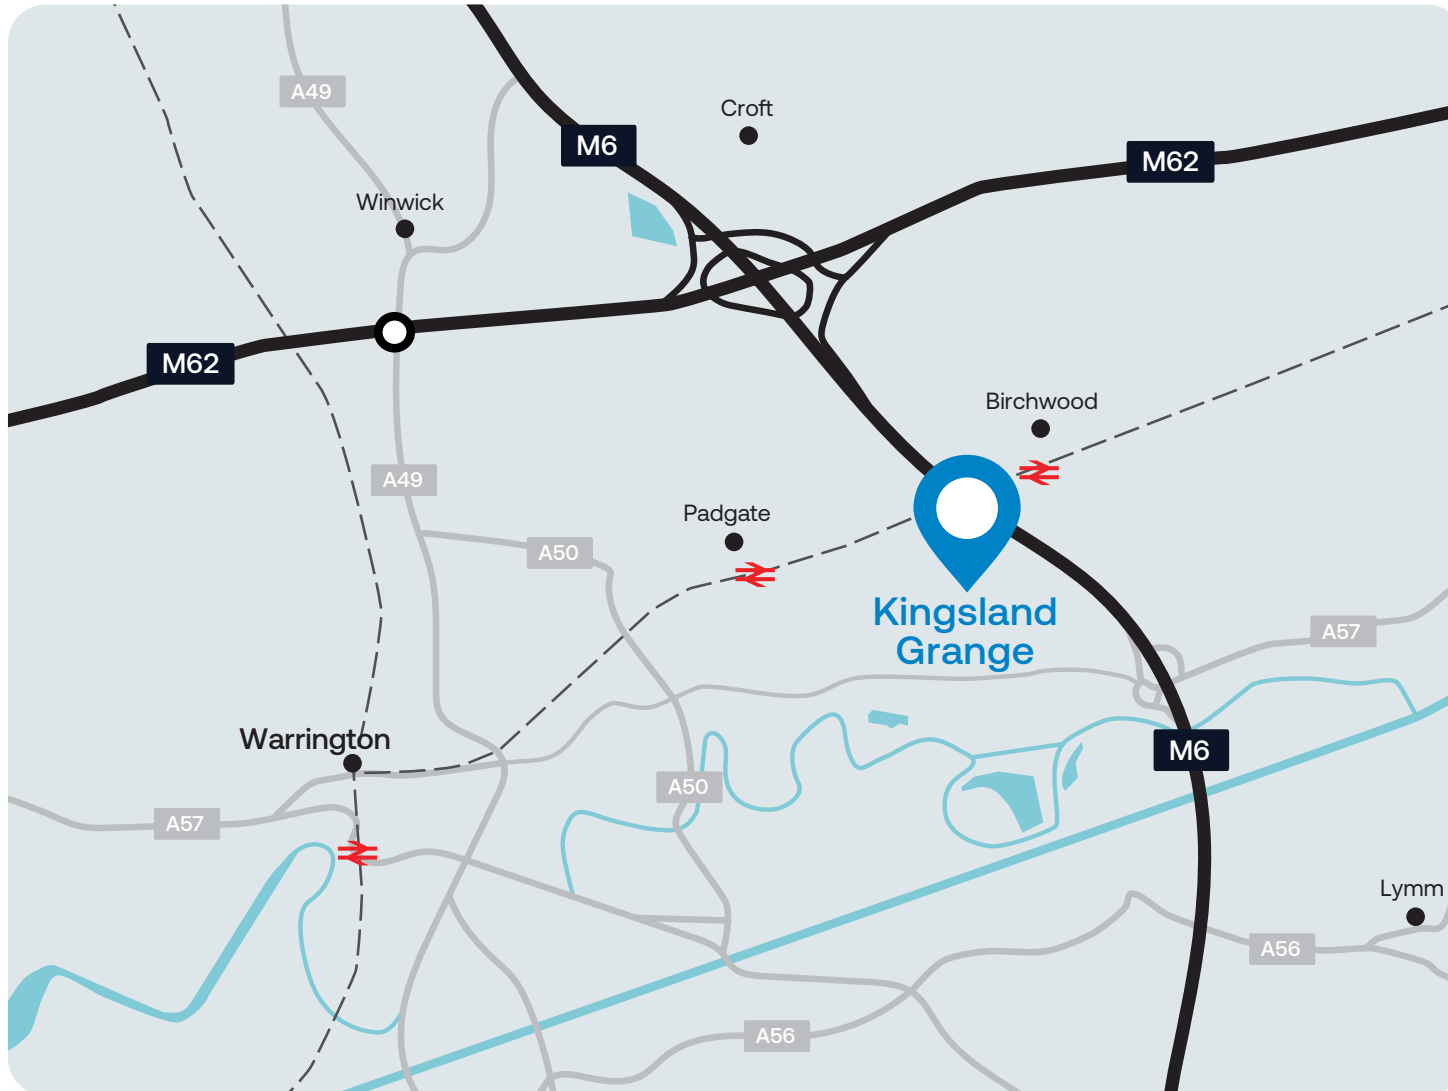 A49
Croft
M6
M62
Winwick
M62
Birchwood
A49
Padgate
A50
Kingsland
Grange
A57
Warrington
M6
A50
A57
Lymm
A56
A56